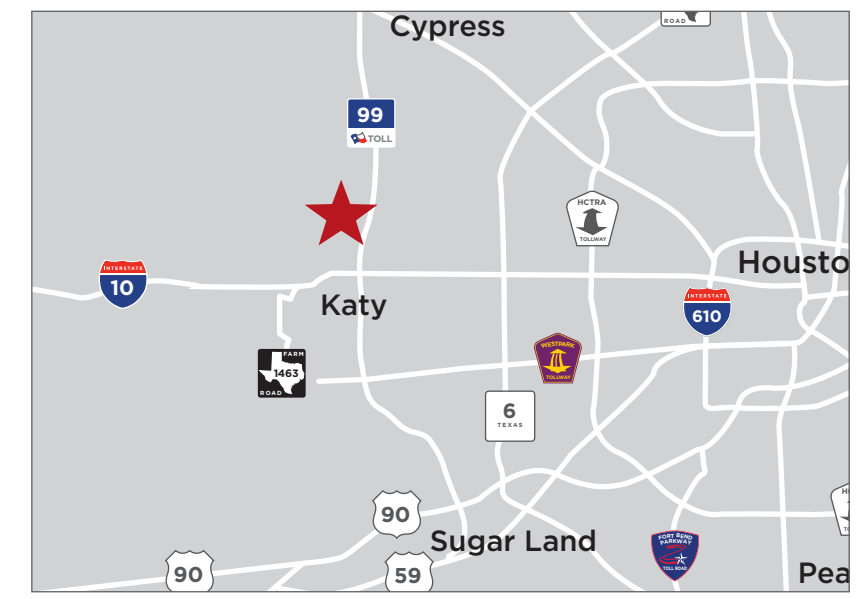 Cypress
ROAD
99
TOLL
HCTRA
TOLLWAY
Housto
INTERSTATE
10
INTERSTATE
610
Katy
WESTPARK
TOLLWAY
FARM
1463
ROAD
6
TEXAS
90
Sugar Land
FORT BEND
PARKWAY
TOLL ROAD
90
59
Pea